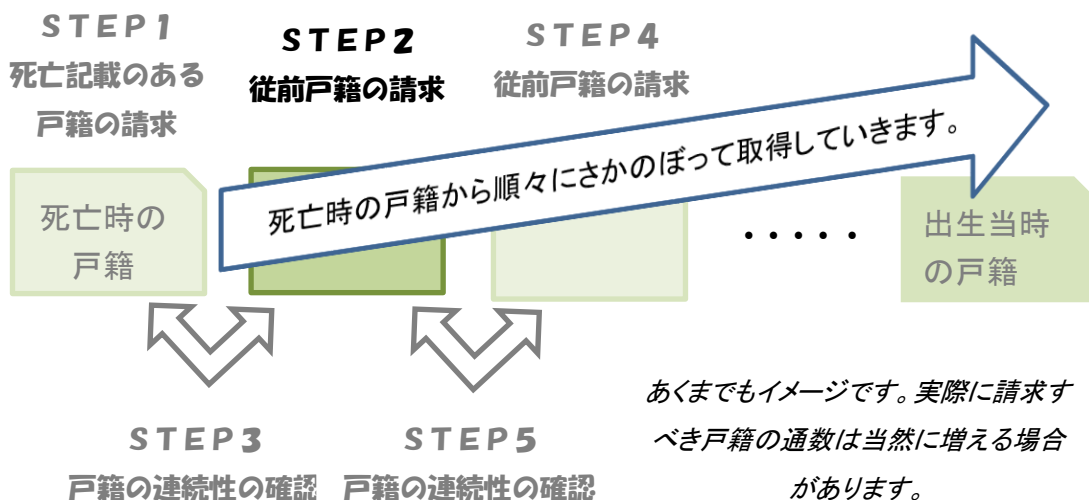 STEP1
死亡記載のある
戸籍の請求
STEP2
従前戸籍の請求
STEP4
従前戸籍の請求
死亡時の戸籍から順々にさかのぼって取得していきます。
死亡時の
戸籍
・・・・・
出生当時
の戸籍
STEP3
戸籍の連続性の確認
STEP5
戸籍の連続性の確認
あくまでもイメージです。実際に請求す
べき戸籍の通数は当然に増える場合
があります。